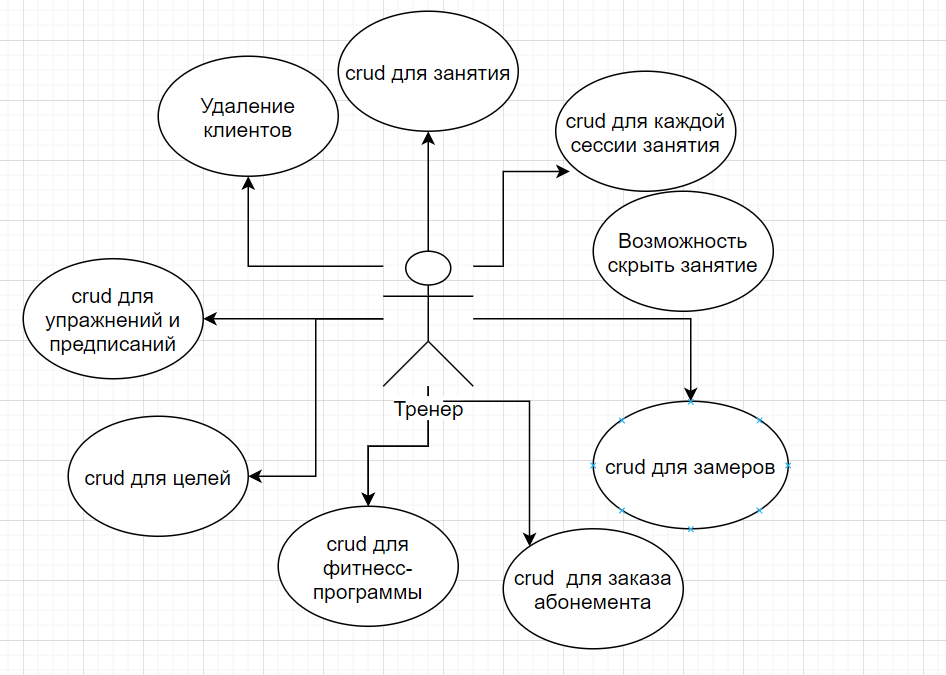 crud для занятия
Удаление
клиентов
crud для каждой
сессии занятия
Возможность
скрыть занятие
crud для
упражнений и
предписаний
Тренер
crud для замеров
crud для целей
crud для
фитнесс-
программы
crud  для заказа
абонемента